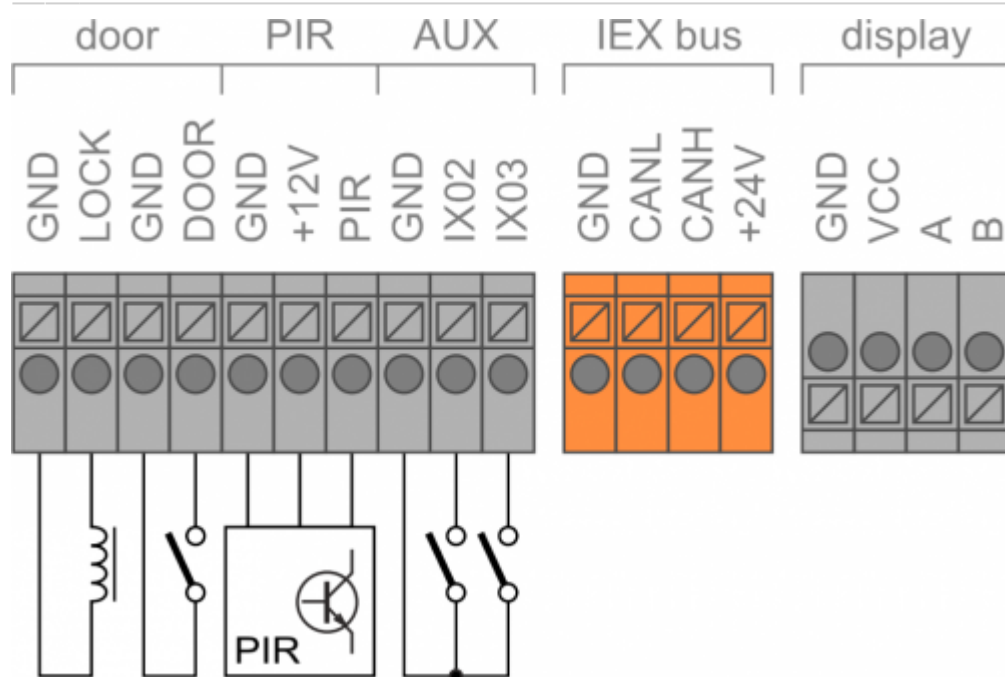 door PIR AUX IEX bus display
GND LOCK GND DOOR GND +12V PIR GND IX02 IX03 GND CANL CANH +24V GND VCC A B
PIR